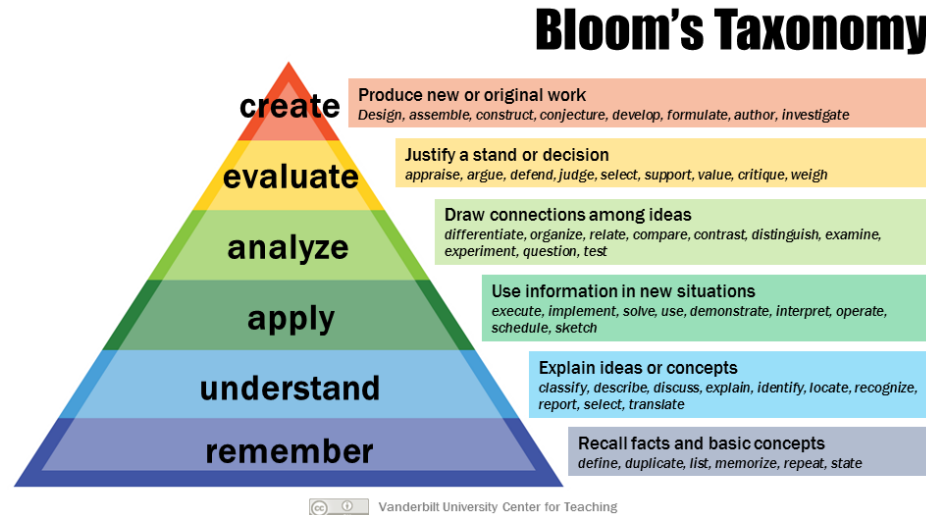 Bloom's Taxonomy
create
Produce new or original work
Design, assemble, construct, conjecture, develop, formulate, author, investigate
evaluate
Justify a stand or decision
appraise, argue, defend, judge, select, support, value, critique, weigh
analyze
Draw connections among ideas
differentiate, organize, relate, compare, contrast, distinguish, examine,
experiment, question, test
apply
Use information in new situations
execute, implement, solve, use, demonstrate, interpret, operate,
schedule, sketch
understand
Explain ideas or concepts
classify, describe, discuss, explain, identify, locate, recognize,
report, select, translate
remember
Recall facts and basic concepts
define, duplicate, list, memorize, repeat, state
cc Vanderbilt University Center for Teaching